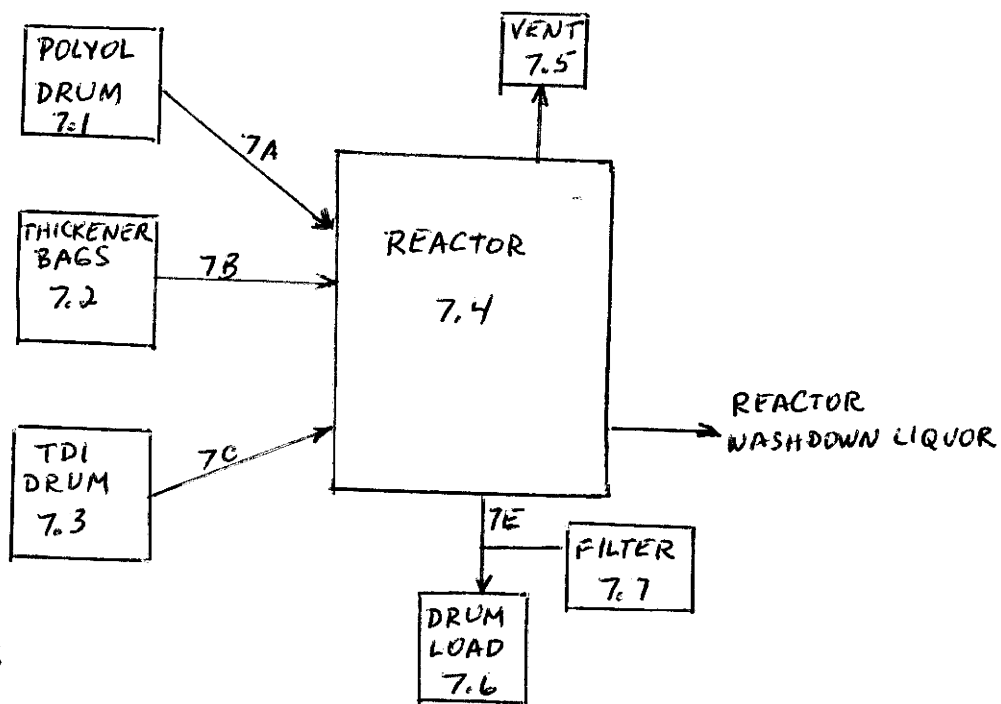 POLYOL
DRUM
7.1
7A
VENT
7.5
THICKENER
BAGS
7.2
7B
REACTOR
7.4
TDI
DRUM
7.3
7C
REACTOR
WASHDOWN LIQUOR
7E
FILTER
7.7
DRUM
LOAD
7.6